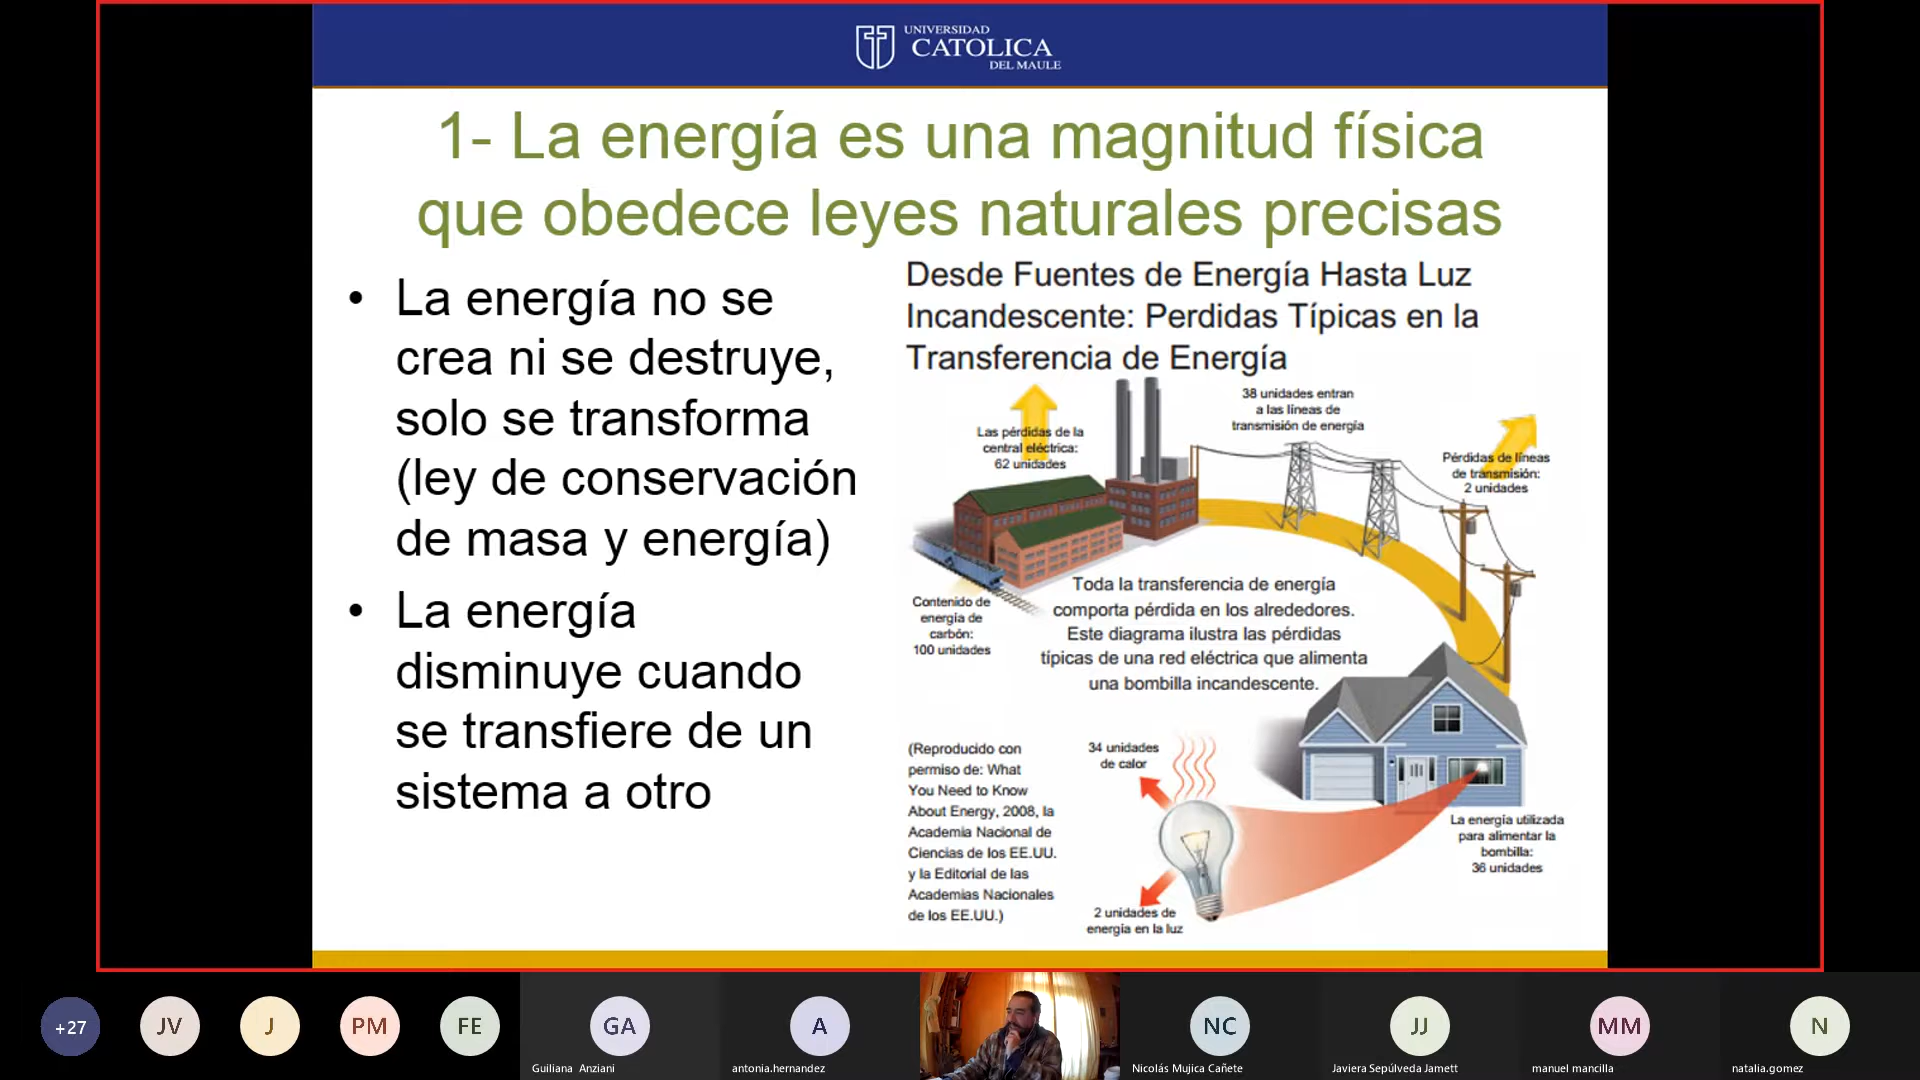 UNIVERSIDAD
CATOLICA
DEL MAULE
1- La energía es una magnitud física
que obedece leyes naturales precisas
• La energía no se
crea ni se destruye,
solo se transforma
(ley de conservación
de masa y energía)
• La energía
disminuye cuando
se transfiere de un
sistema a otro
Desde Fuentes de Energía Hasta Luz
Incandescente: Perdidas Típicas en la
Transferencia de Energía
Las pérdidas de la
central eléctrica:
62 unidades
38 unidades entran
a las líneas de
transmisión de energía
Pérdidas de líneas
de transmisión:
2 unidades
Contenido de
energía de
carbón:
100 unidades
Toda la transferencia de energía
comporta pérdida en los alrededores.
Este diagrama ilustra las pérdidas
típicas de una red eléctrica que alimenta
una bombilla incandescente.
(Reproducido con
permiso de: What
You Need to Know
About Energy, 2008, la
Academia Nacional de
Ciencias de los EE.UU.
y la Editorial de las
Academias Nacionales
de los EE.UU.)
34 unidades
de calor
2 unidades de
energía en la luz
La energía utilizada
para alimentar la
bombilla:
36 unidades
+27
JV
J
PM
FE
GA
Guiliana Anziani
A
antonia.hernandez
NC
Nicolás Mujica Cañete
JJ
Javiera Sepúlveda Jamett
MM
manuel mancilla
N
natalia.gomez